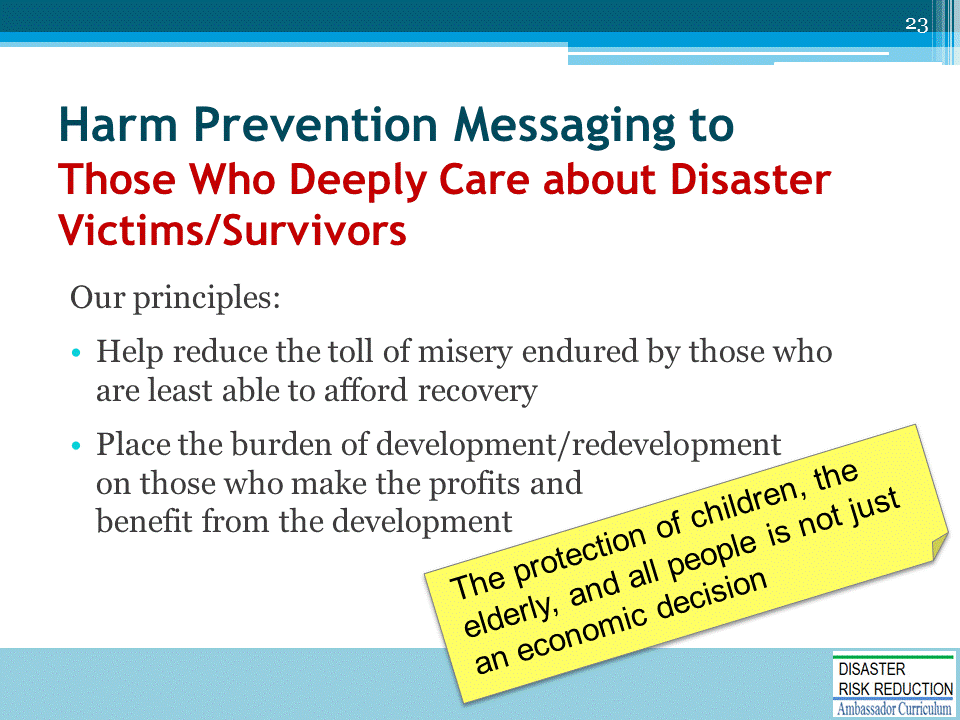 23
Harm Prevention Messaging to
Those Who Deeply Care about Disaster
Victims/Survivors
Our principles:
• Help reduce the toll of misery endured by those who
are least able to afford recovery
• Place the burden of development/redevelopment
on those who make the profits and
benefit from the development
The protection of children, the
elderly, and all people is not just
an economic decision
DISASTER
RISK REDUCTION
Ambassador Curriculum